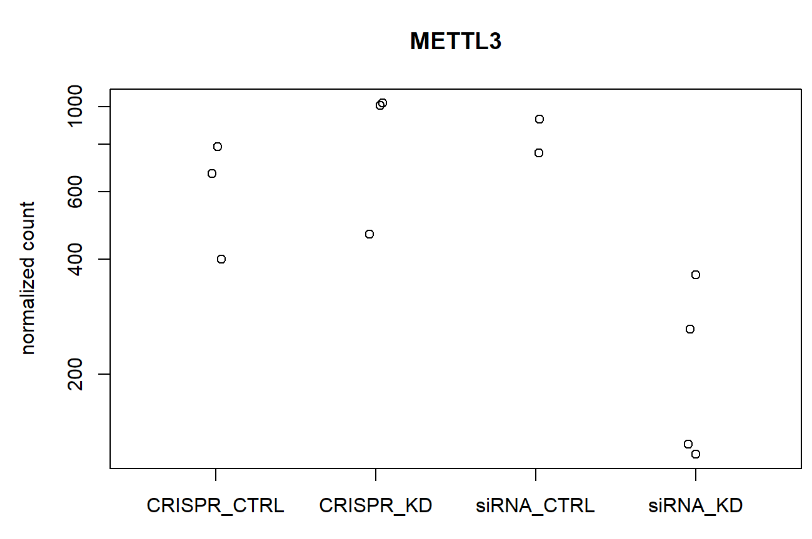 METTL3
normalized count
1000
600
400
200
CRISPR_CTRL CRISPR_KD siRNA_CTRL siRNA_KD